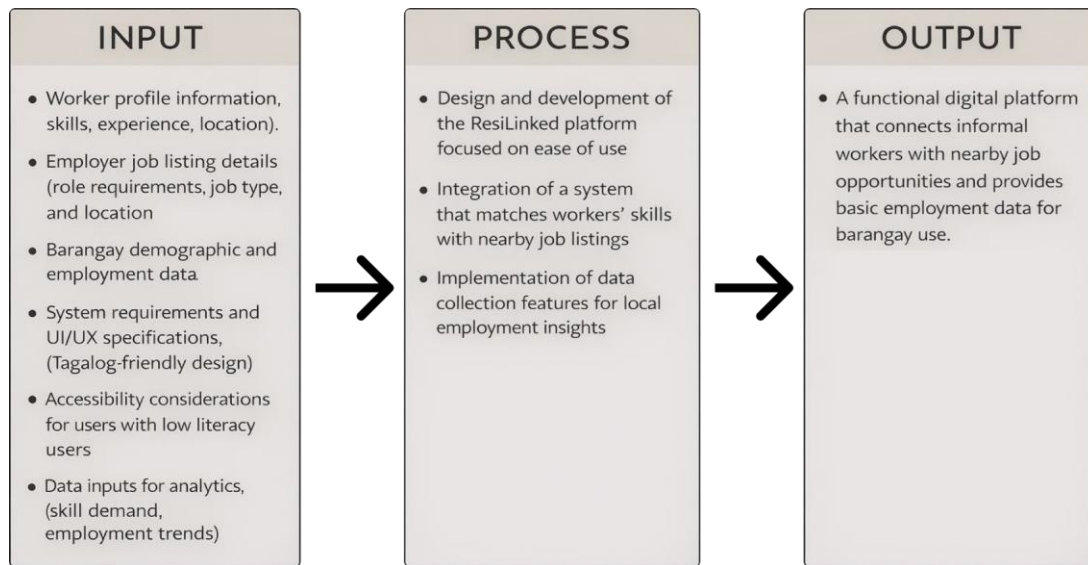 INPUT
• Worker profile information,
skills, experience, location).
• Employer job listing details
(role requirements, job type,
and location
• Barangay demographic and
employment data
• System requirements and
UI/UX specifications,
(Tagalog-friendly design)
• Accessibility considerations
for users with low literacy
users
• Data inputs for analytics,
(skill demand,
employment trends)
PROCESS
• Design and development of
the ResiLinked platform
focused on ease of use
• Integration of a system
that matches workers' skills
with nearby job listings
• Implementation of data
collection features for local
employment insights
OUTPUT
• A functional digital platform
that connects informal
workers with nearby job
opportunities and provides
basic employment data for
barangay use.